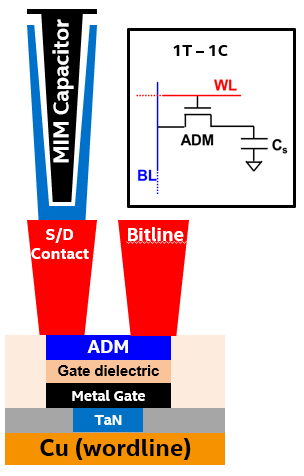 MIM Capacitor
1T – 1C
WL
ADM
Cs
BL
S/D
Contact
Bitline
ADM
Gate dielectric
Metal Gate
TaN
Cu (wordline)